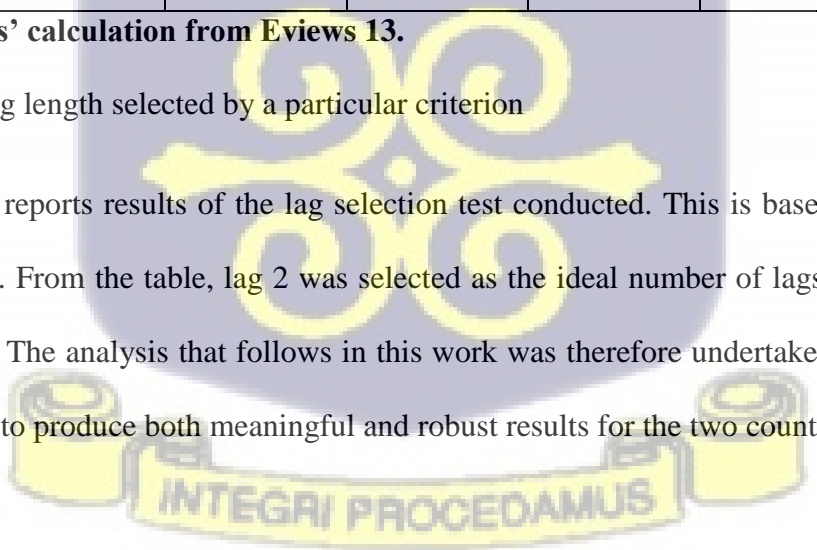 s’ calculation from Eviews 13.
g length selected by a particular criterion
reports results of the lag selection test conducted. This is base
. From the table, lag 2 was selected as the ideal number of lags
The analysis that follows in this work was therefore undertake
to produce both meaningful and robust results for the two count
INTEGRI PROCEDAMUS